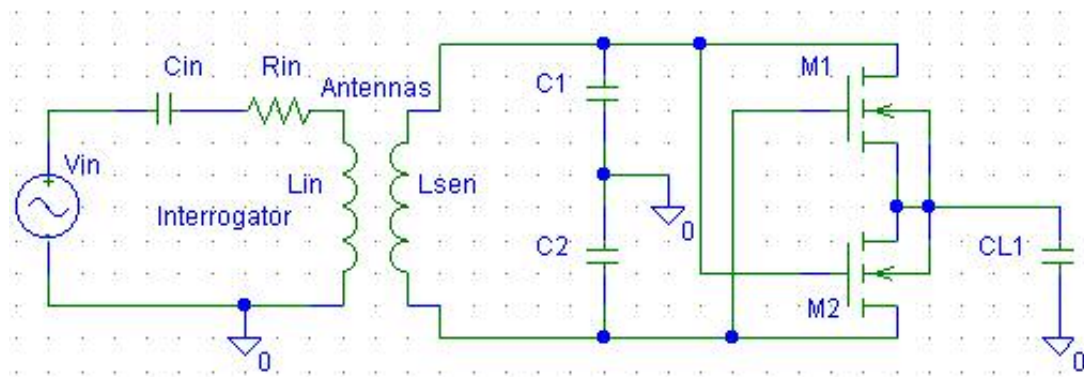 Cin
Rin
Antennas
C1
M1
Vin
Lin
Lsen
Interrogator
0
C2
CL1
M2
0
0